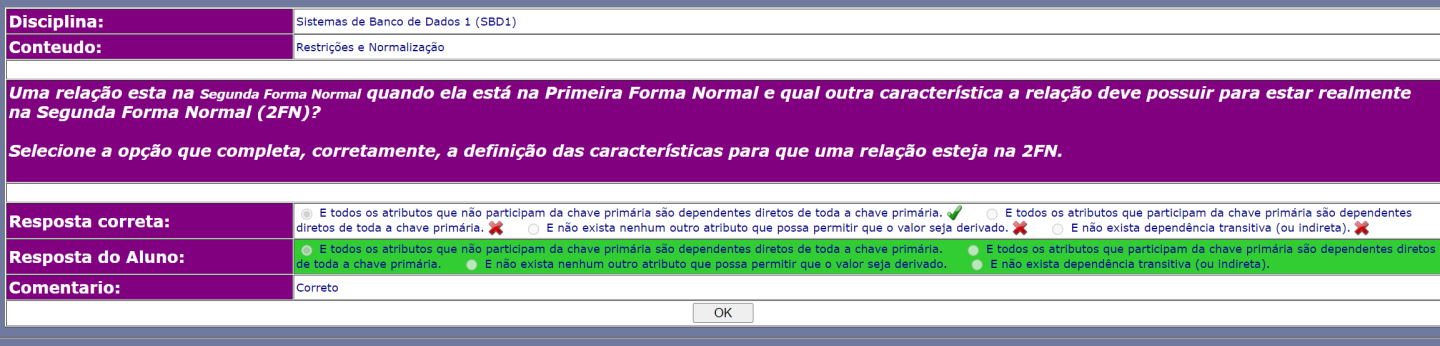 Disciplina: Sistemas de Banco de Dados 1 (SBD1)
Conteudo: Restrições e Normalização
Uma relação esta na Segunda Forma Normal quando ela está na Primeira Forma Normal e qual outra característica a relação deve possuir para estar realmente
na Segunda Forma Normal (2FN)?
Selecione a opção que completa, corretamente, a definição das características para que uma relação esteja na 2FN.
Resposta correta: E todos os atributos que não participam da chave primária são dependentes diretos de toda a chave primária. E todos os atributos que participam da chave primária são dependentes
diretos de toda a chave primária. E não exista nenhum outro atributo que possa permitir que o valor seja derivado. E não exista dependência transitiva (ou indireta).
Resposta do Aluno: E todos os atributos que não participam da chave primária são dependentes diretos de toda a chave primária. E todos os atributos que participam da chave primária são dependentes diretos
de toda a chave primária. E não exista nenhum outro atributo que possa permitir que o valor seja derivado. E não exista dependência transitiva (ou indireta).
Comentario: Correto
OK